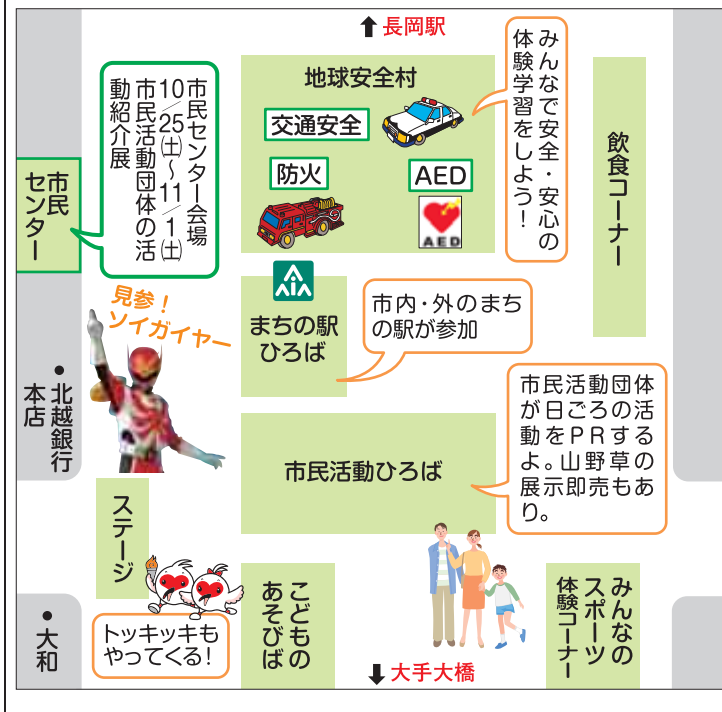 ⬆長岡駅
地球安全村
交通安全
防火
AED
AED
みんなで安全・安心の
体験学習をしよう！
飲食コーナー
市民センター会場
10／25(土)～11／1(土)
市民活動団体の活
動紹介展
市民
センター
まちの駅
ひろば
市内・外のまち
の駅が参加
見参！
ソイガイヤー
●北越銀行
本店
市民活動ひろば
市民活動団体
が日ごろの活
動をＰＲする
よ。山野草の
展示即売もあ
り。
ステージ
トッキッキも
やってくる！
こどもの
あそびば
みんなの
スポーツ
体験コーナー
●大和
⬇大手大橋